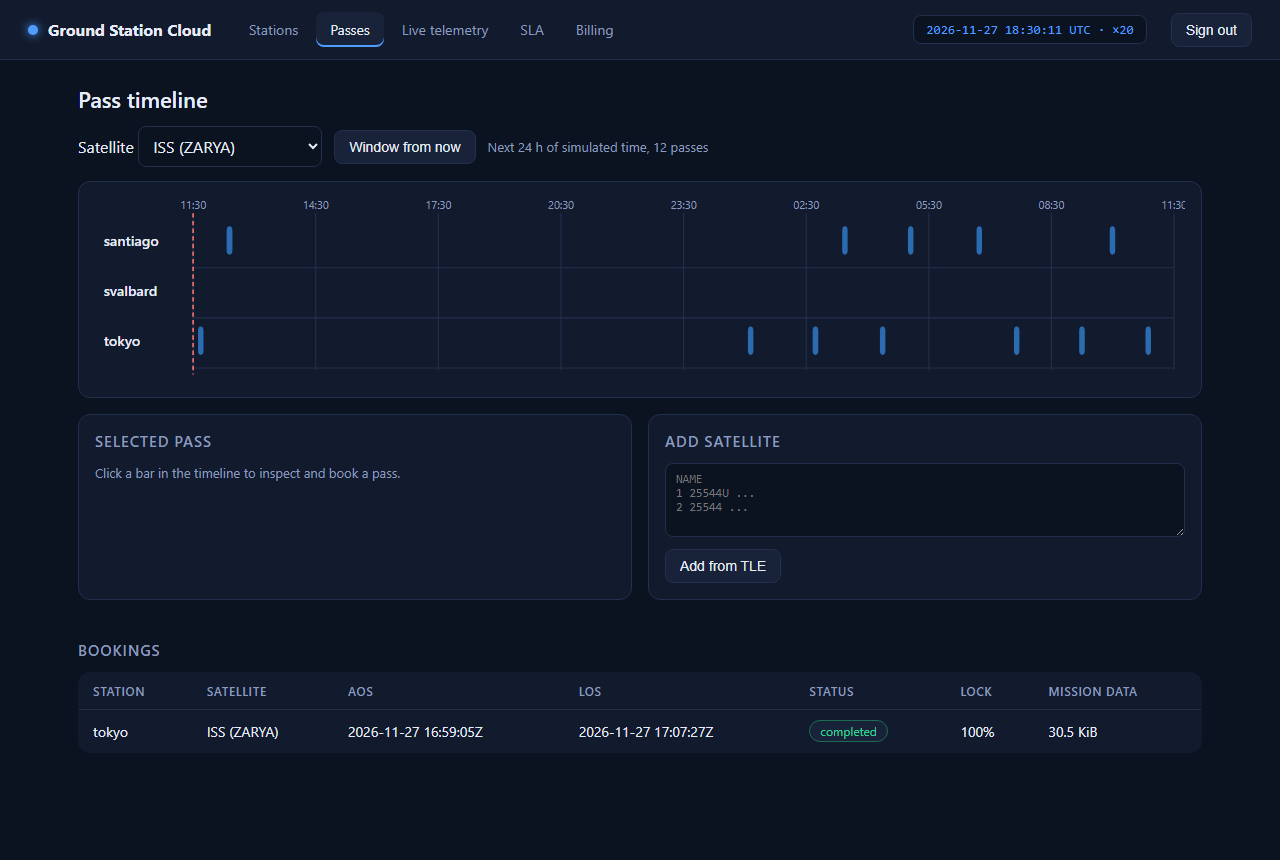 Ground Station Cloud Stations Passes Live telemetry SLA Billing 2026-11-27 18:30:11 UTC · ×20 Sign out
Pass timeline
Satellite ISS (ZARYA) Window from now Next 24 h of simulated time, 12 passes
11:30 14:30 17:30 20:30 23:30 02:30 05:30 08:30 11:30
santiago
svalbard
tokyo
SELECTED PASS
Click a bar in the timeline to inspect and book a pass.
ADD SATELLITE
NAME
1 25544U ...
2 25544 ...
Add from TLE
BOOKINGS
STATION SATELLITE AOS LOS STATUS LOCK MISSION DATA
tokyo ISS (ZARYA) 2026-11-27 16:59:05Z 2026-11-27 17:07:27Z completed 100% 30.5 KiB